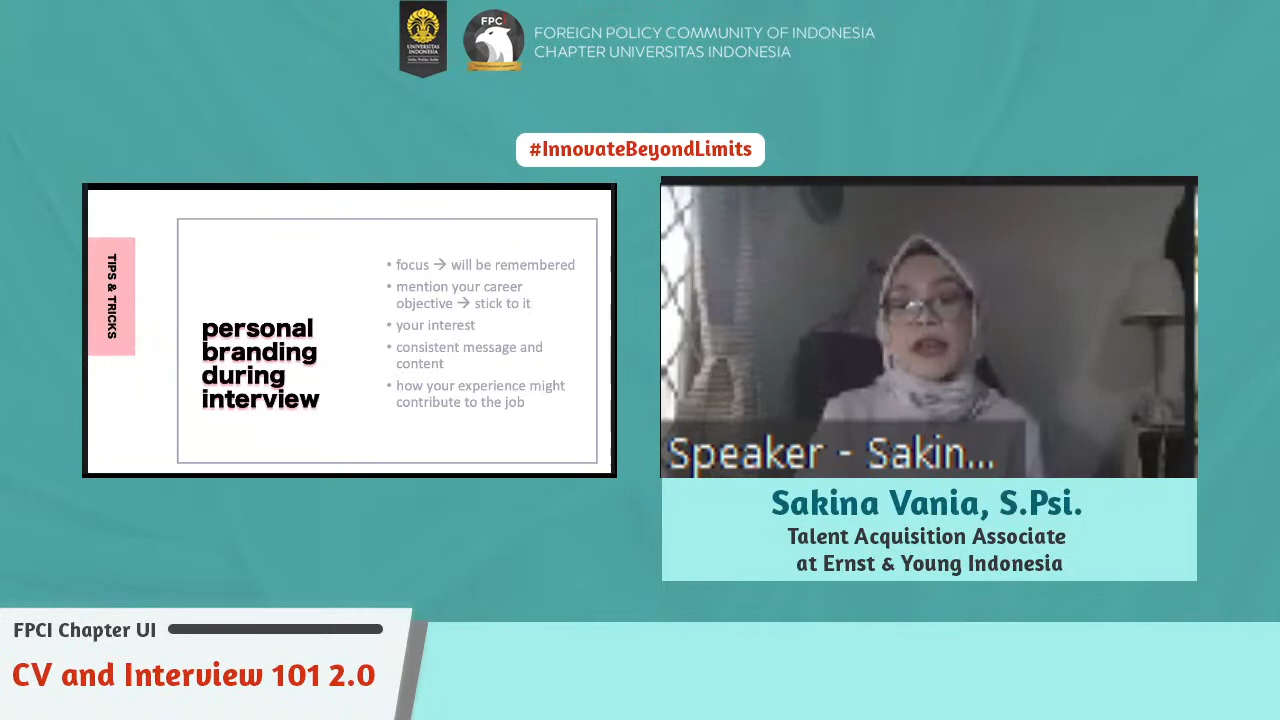 UNIVERSITAS
INDONESIA
FPCI
FOREIGN POLICY COMMUNITY OF INDONESIA
CHAPTER UNIVERSITAS INDONESIA
#InnovateBeyondLimits
TIPS & TRICKS
personal
branding
during
interview
• focus → will be remembered
• mention your career
objective → stick to it
• your interest
• consistent message and
content
• how your experience might
contribute to the job
Speaker - Sakin...
Sakina Vania, S.Psi.
Talent Acquisition Associate
at Ernst & Young Indonesia
FPCI Chapter UI
CV and Interview 101 2.0